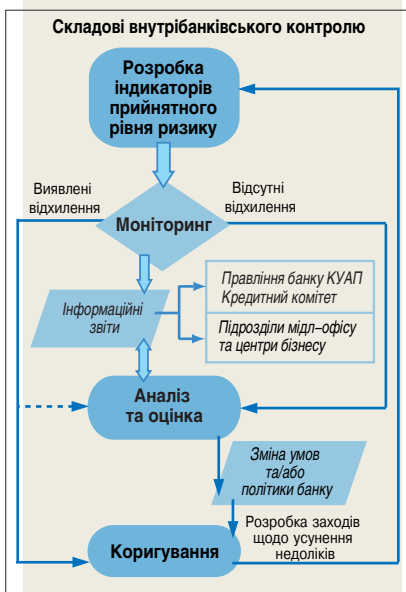 Складові внутрібанківського контролю
Розробка
індикаторів
прийнятного
рівня ризику
Виявлені
відхилення
Відсутні
відхилення
Моніторинг
Інформаційні
звіти
Правління банку КУАП
Кредитний комітет
Підрозділи мідл–офісу
та центри бізнесу
Аналіз
та оцінка
Зміна умов
та/або
політики банку
Розробка заходів
щодо усунення
недоліків
Коригування